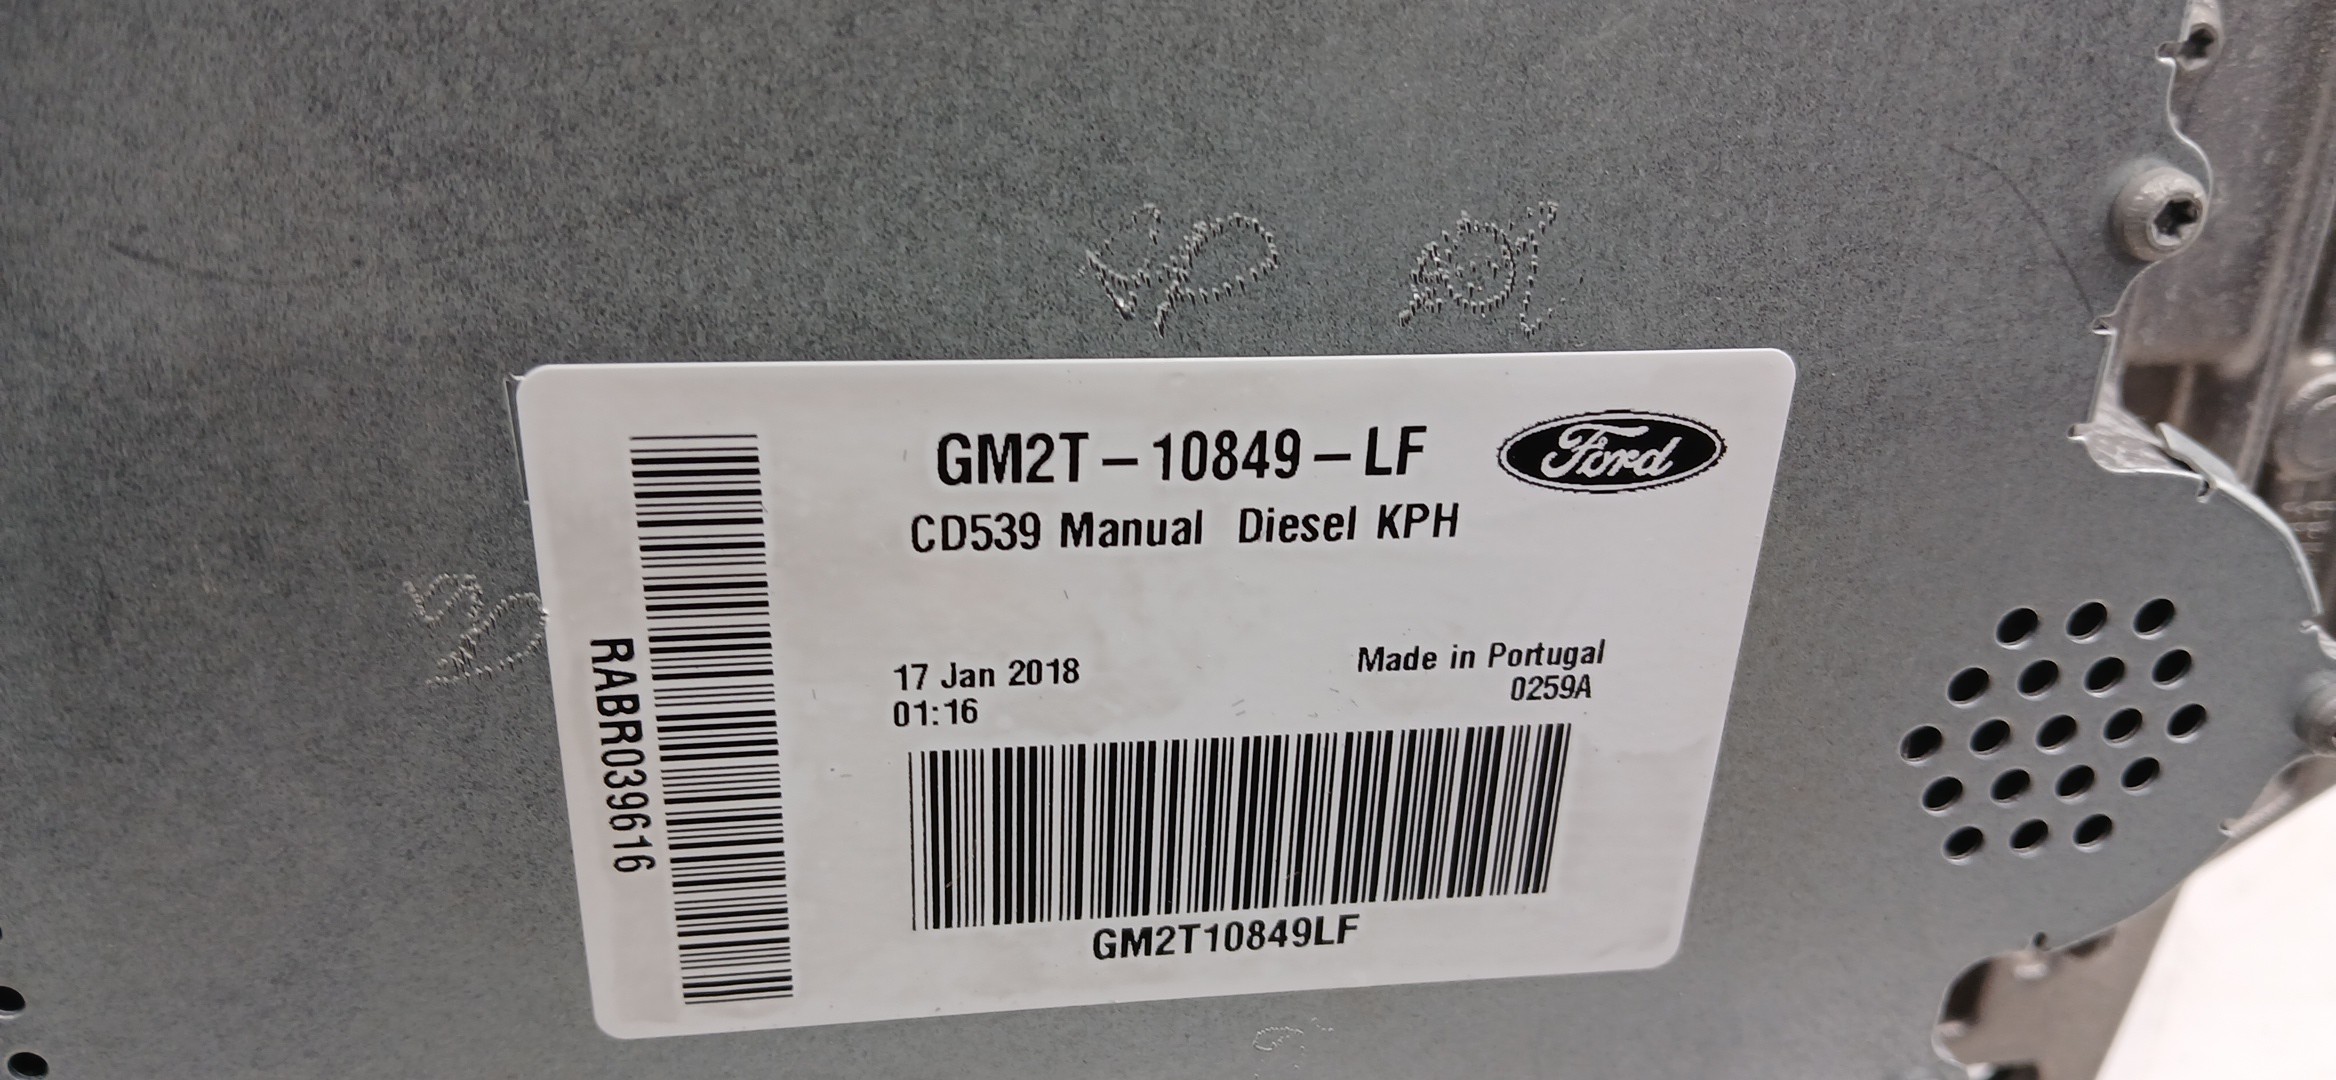 GM2T-10849-LF
Ford
CD539 Manual Diesel KPH
17 Jan 2018
01:16
Made in Portugal
0259A
GM2T10849LF
RABR039616